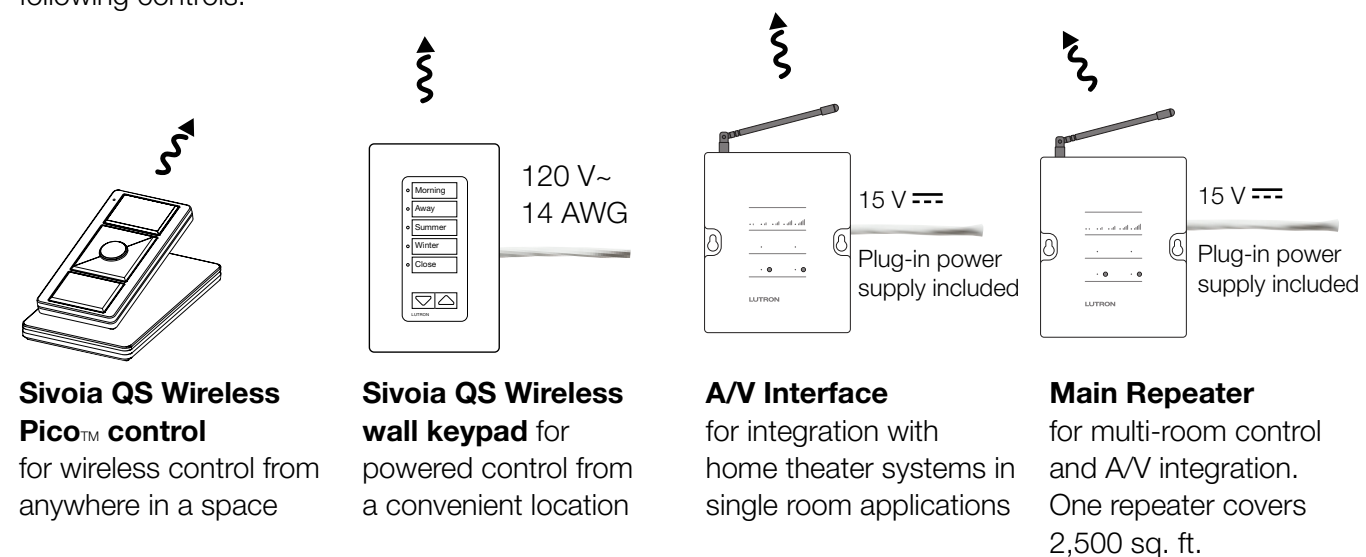 following controls:
Morning
Away
Summer
Winter
Close
LUTRON
120 V~
14 AWG
LUTRON
15 V
Plug-in power
supply included
LUTRON
15 V
Plug-in power
supply included
Sivoia QS Wireless
Pico™ control
for wireless control from
anywhere in a space
Sivoia QS Wireless
wall keypad for
powered control from
a convenient location
A/V Interface
for integration with
home theater systems in
single room applications
Main Repeater
for multi-room control
and A/V integration.
One repeater covers
2,500 sq. ft.